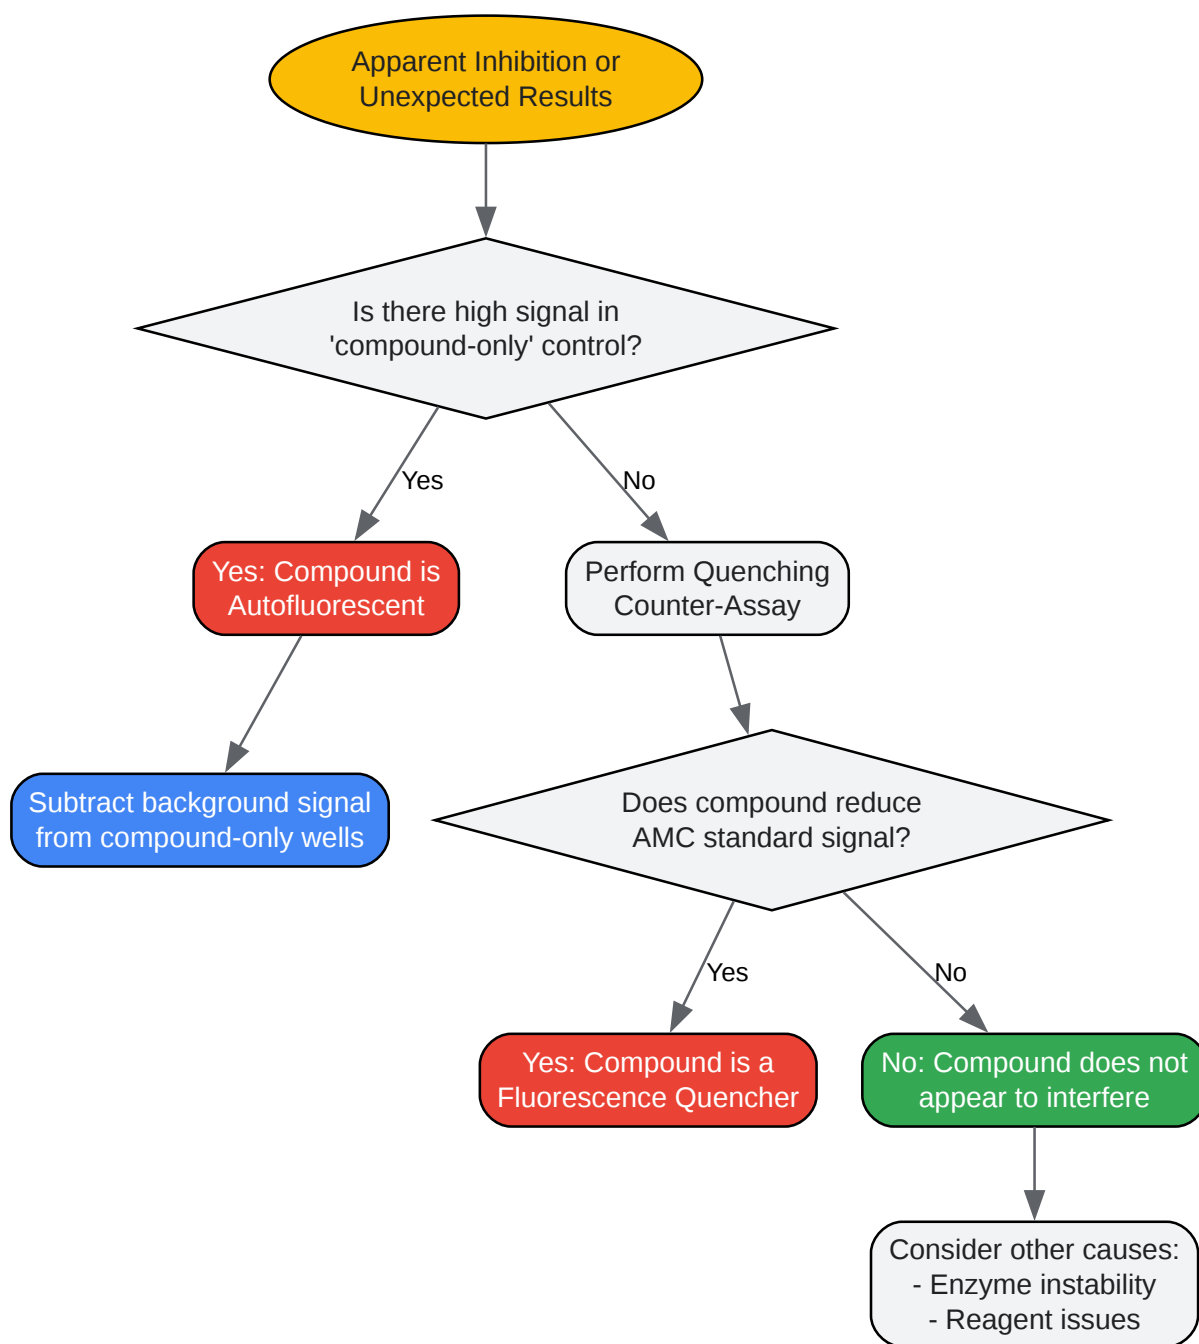 Apparent Inhibition or
Unexpected Results
Is there high signal in
'compound-only' control?
Yes
No
Yes: Compound is
Autofluorescent
Perform Quenching
Counter-Assay
Subtract background signal
from compound-only wells
Does compound reduce
AMC standard signal?
Yes
No
Yes: Compound is a
Fluorescence Quencher
No: Compound does not
appear to interfere
Consider other causes:
- Enzyme instability
- Reagent issues